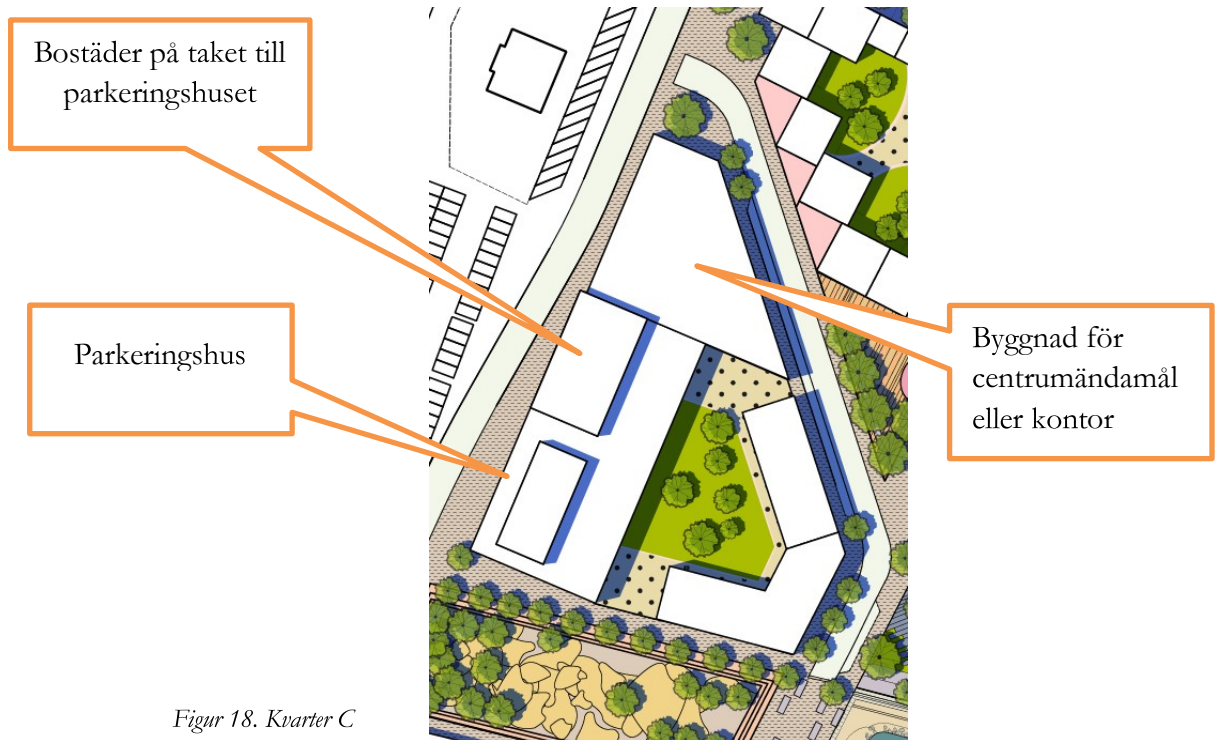 Bostäder på taket till
parkeringshuset
Parkeringshus
Byggnad för
centrumändamål
eller kontor
Figur 18. Kvarter C